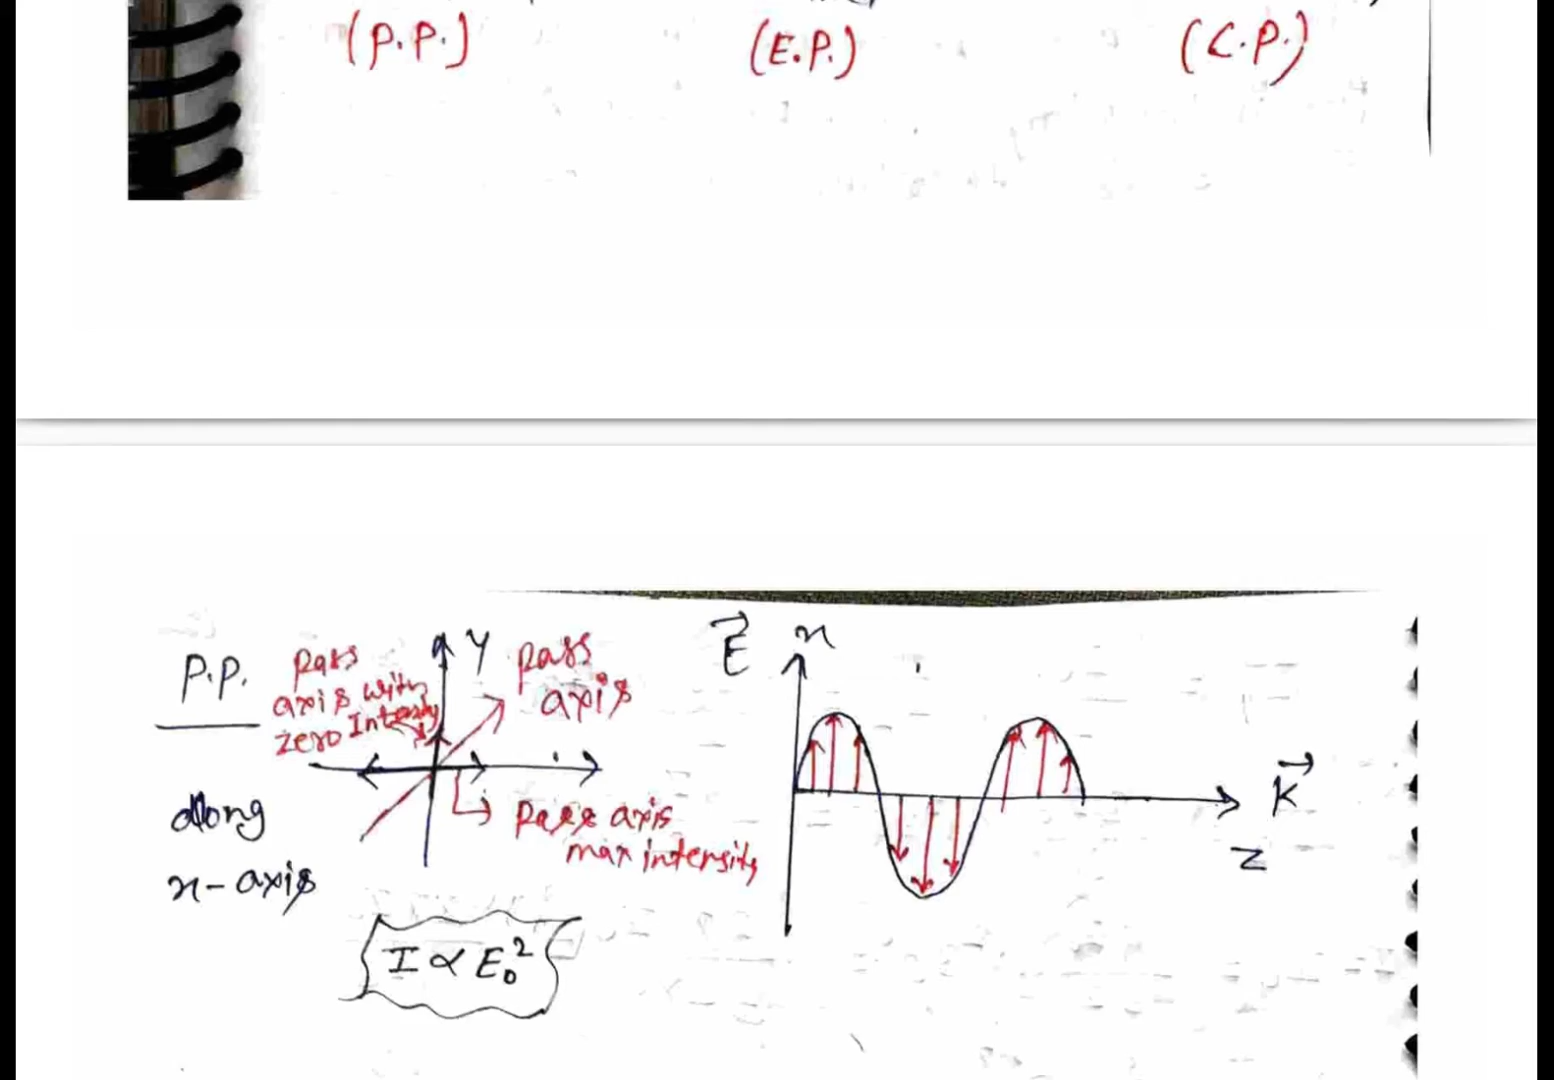 (P.P.) (E.P.) (C.P.)
P.P.
along
x-axis
pass
axis with
zero Intensity
Y
pass
axis
pass axis
max intensity
I ∝ E₀²
E⃗
x
K⃗
Z